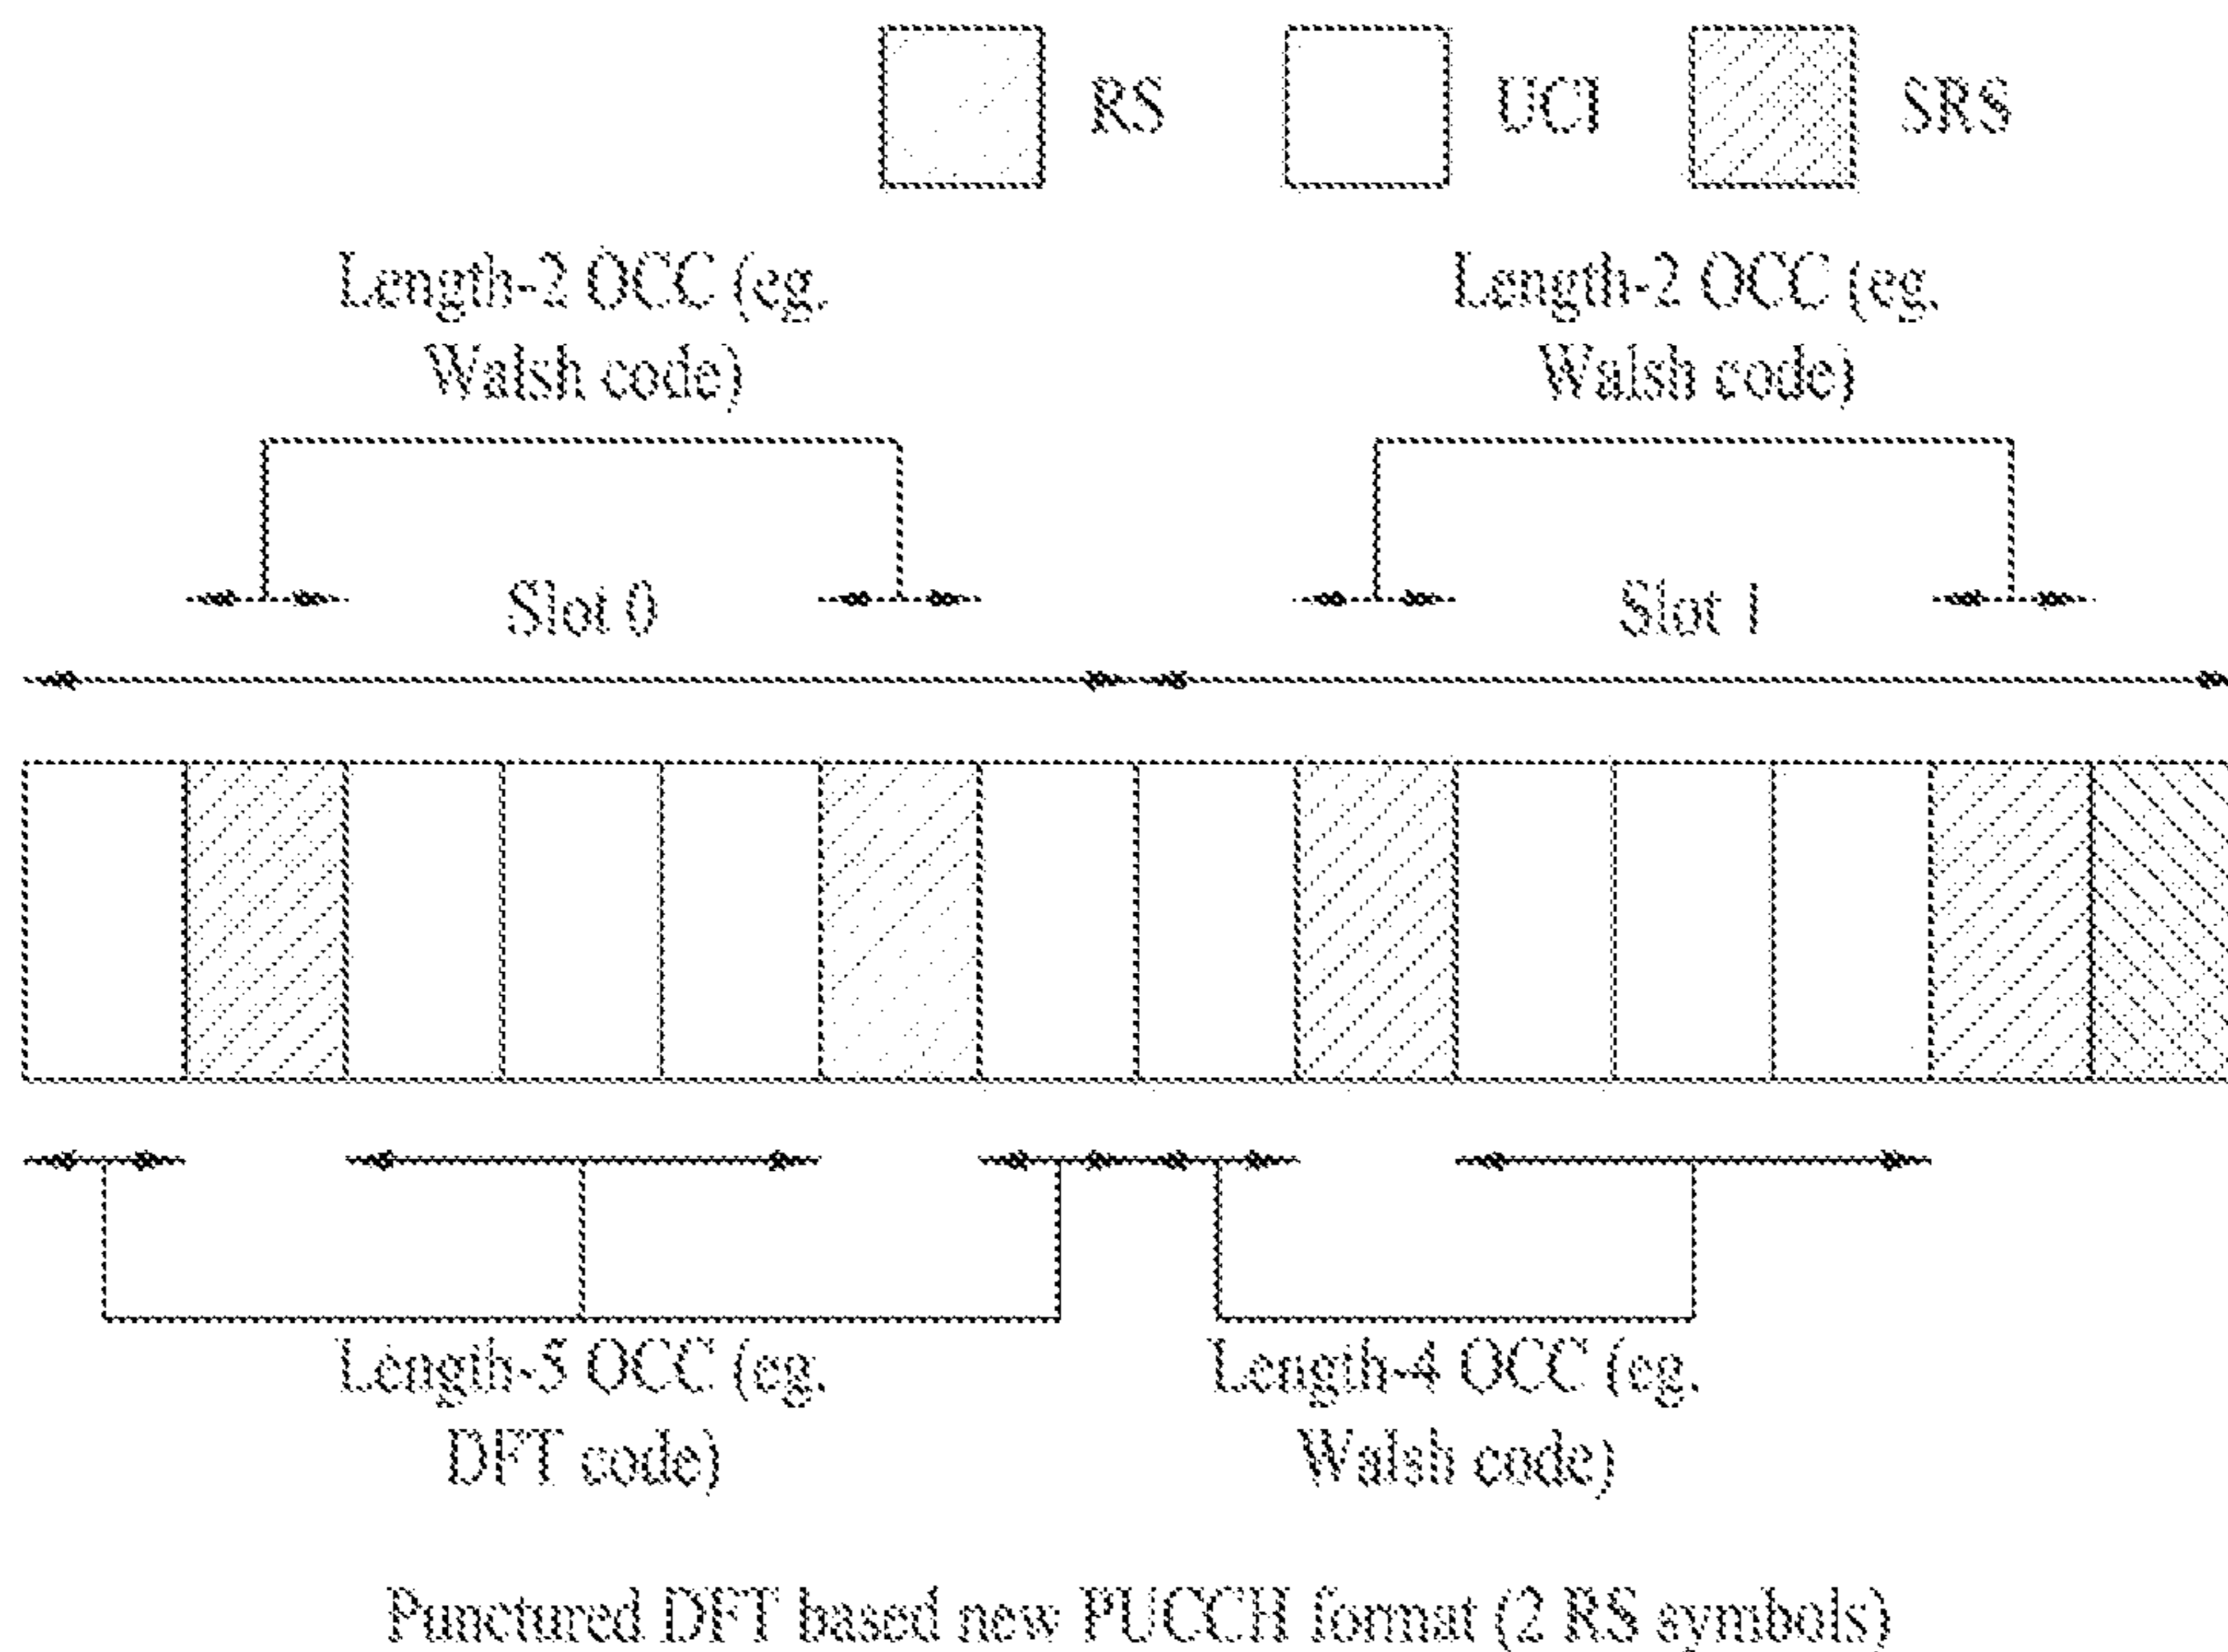 RS UCI SRS
Length-2 OCC (eg. Length-2 OCC (eg.
Walsh code) Walsh code)
Slot 0 Slot 1
Length-5 OCC (eg. Length-4 OCC (eg.
DFT code) Walsh code)
Punctured DFT based new PUCCH format (2 RS symbols)